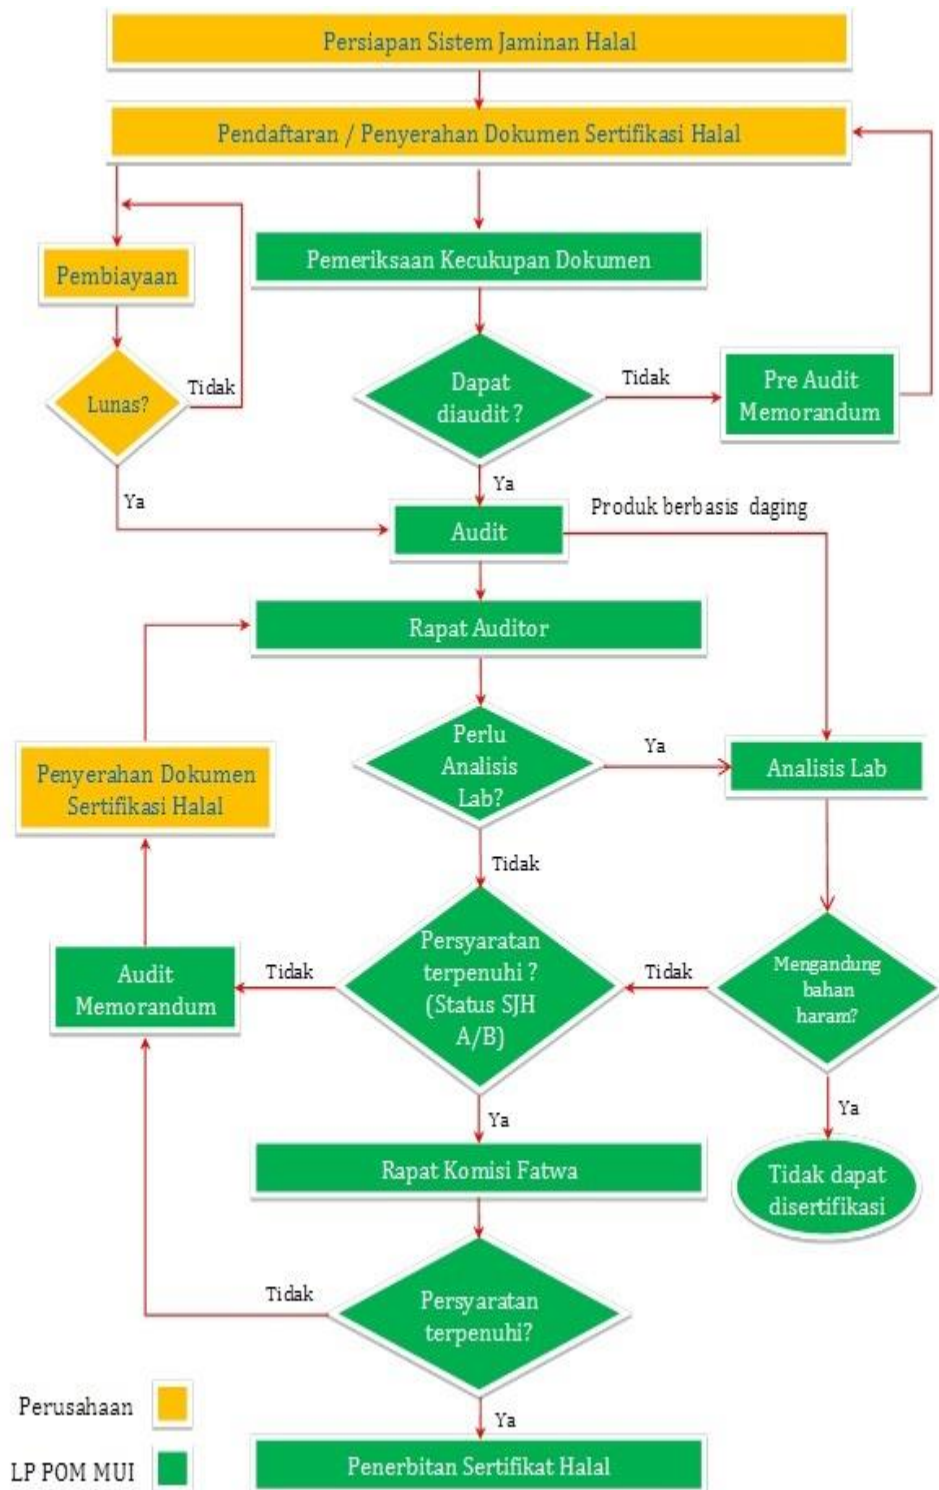 Persiapan Sistem Jaminan Halal
Pendaftaran / Penyerahan Dokumen Sertifikasi Halal
Pembiayaan
Pemeriksaan Kecukupan Dokumen
Lunas?
Tidak
Dapat
diaudit ?
Tidak
Pre Audit
Memorandum
Ya
Ya
Audit
Produk berbasis daging
Rapat Auditor
Penyerahan Dokumen
Sertifikasi Halal
Perlu
Analisis
Lab?
Ya
Analisis Lab
Tidak
Audit
Memorandum
Tidak
Persyaratan
terpenuhi ?
(Status SJH
A/B)
Tidak
Mengandung
bahan
haram?
Ya
Ya
Rapat Komisi Fatwa
Tidak dapat
disertifikasi
Tidak
Persyaratan
terpenuhi?
Perusahaan
Ya
LP POM MUI
Penerbitan Sertifikat Halal